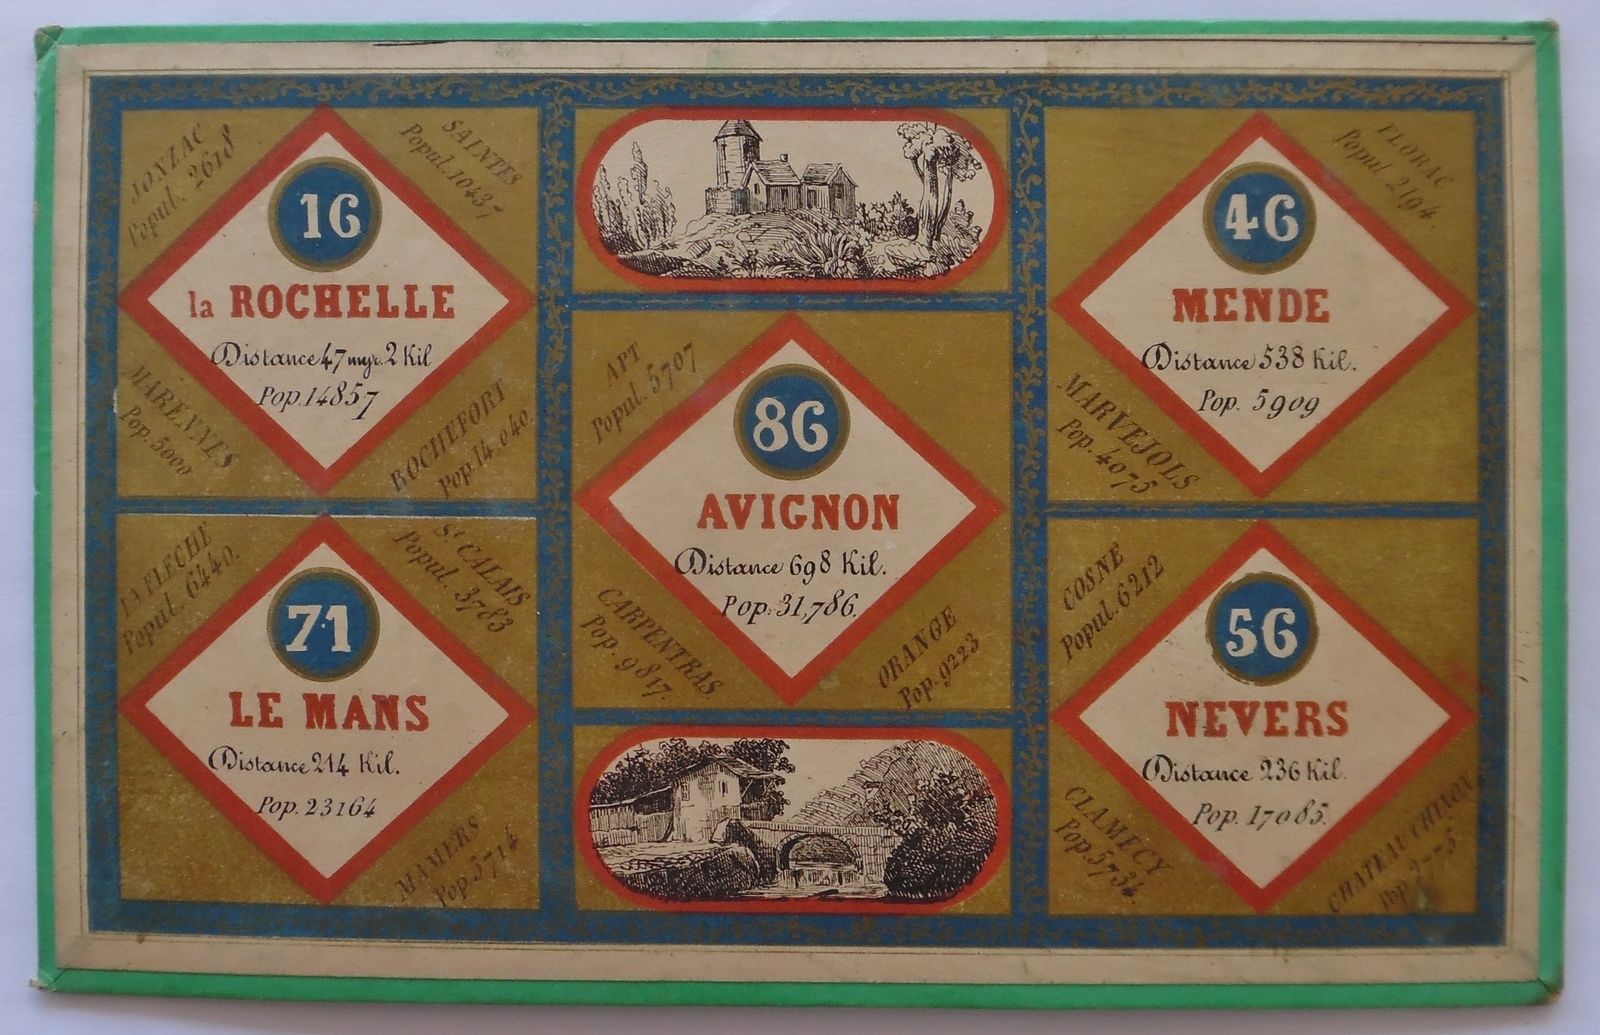 JONZAC
Popul. 2618
SAINTES
Popul. 10437
16
la ROCHELLE
Distance 47 myr. 2 Kil
Pop. 14857
MARENNES
Pop. 5000
ROCHEFORT
Pop. 14,040.
LA FLECHE
Popul. 6440.
St CALAIS
Popul. 3783
71
LE MANS
Distance 214 Kil.
Pop. 23164
MAMERS
Pop 5714
APT
Popul. 5707
86
AVIGNON
Distance 698 Kil.
Pop. 31,786.
CARPENTRAS
Pop. 9817.
ORANGE
Pop. 9223
FLORAC
Popul 2194
46
MENDE
Distance 538 Kil.
Pop. 5909
MARVEJOLS
Pop. 4075
COSNE
Popul. 6212
56
NEVERS
Distance 236 Kil.
Pop. 17085.
CLAMECY
Pop. 5734.
CHATEAU CHINON
Pop. 2775